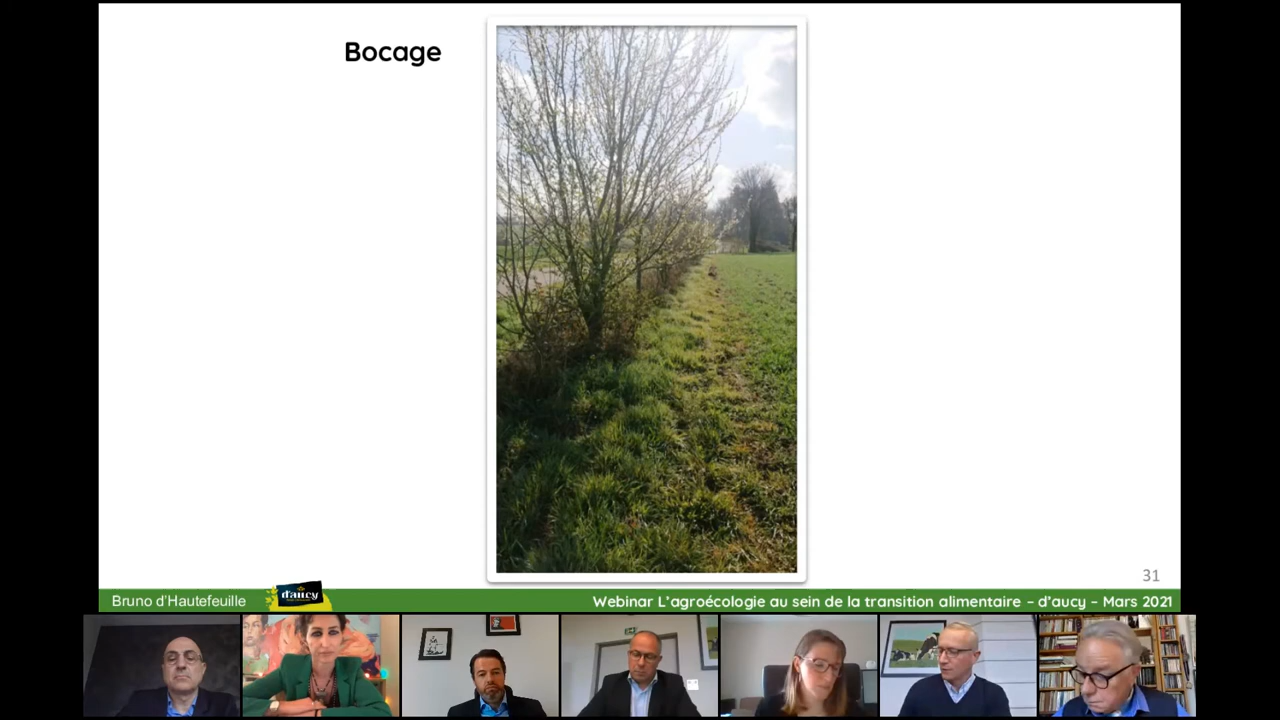 Bocage
31
Bruno d'Hautefeuille
d'aucy
Webinar L'agroécologie au sein de la transition alimentaire – d'aucy – Mars 2021